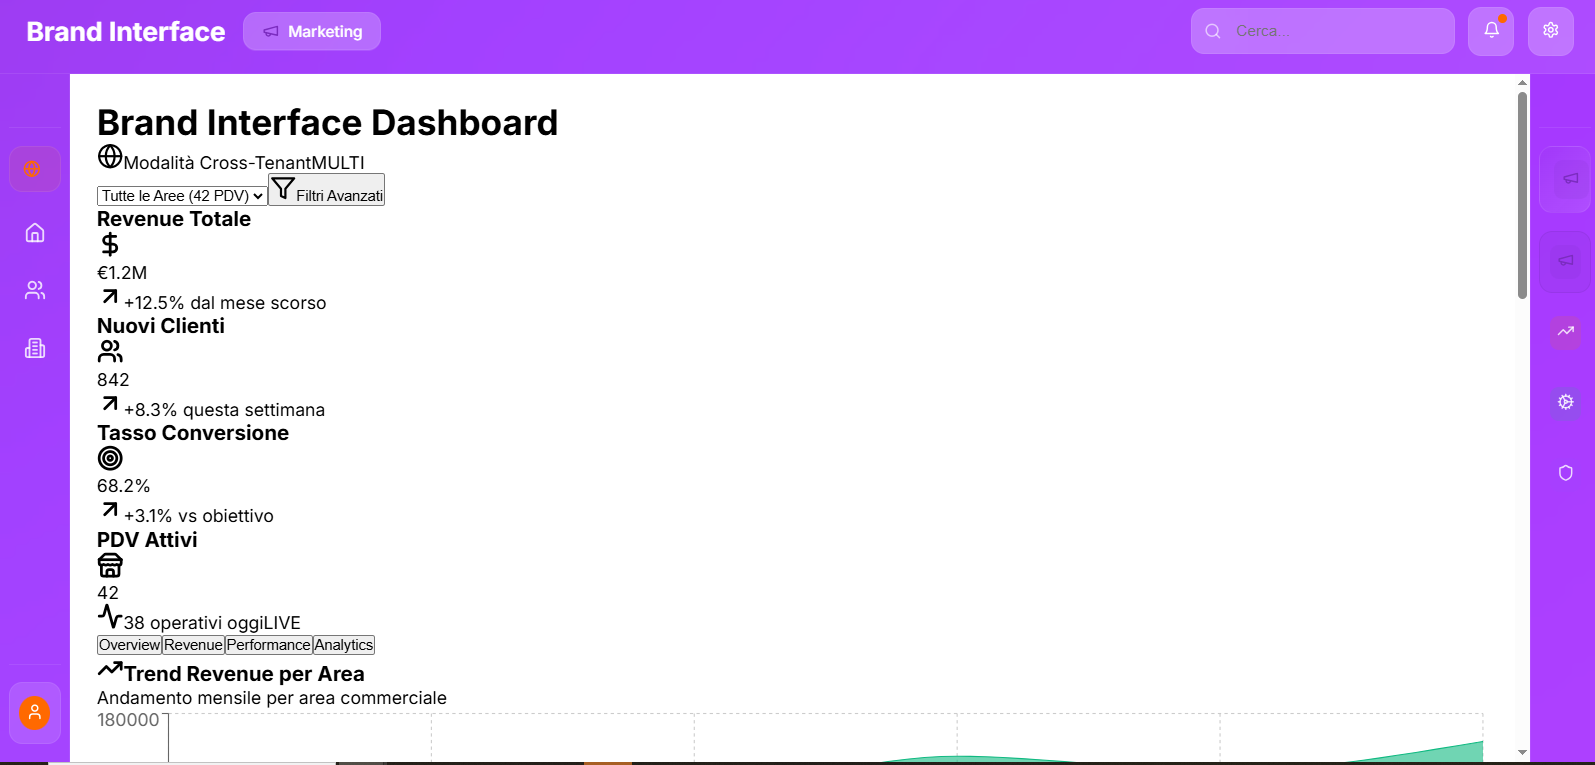 Brand Interface
Marketing
Cerca...
Brand Interface Dashboard
Modalità Cross-TenantMULTI
Tutte le Aree (42 PDV) Filtri Avanzati
Revenue Totale
€1.2M
+12.5% dal mese scorso
Nuovi Clienti
842
+8.3% questa settimana
Tasso Conversione
68.2%
+3.1% vs obiettivo
PDV Attivi
42
38 operativi oggiLIVE
Overview Revenue Performance Analytics
Trend Revenue per Area
Andamento mensile per area commerciale
180000